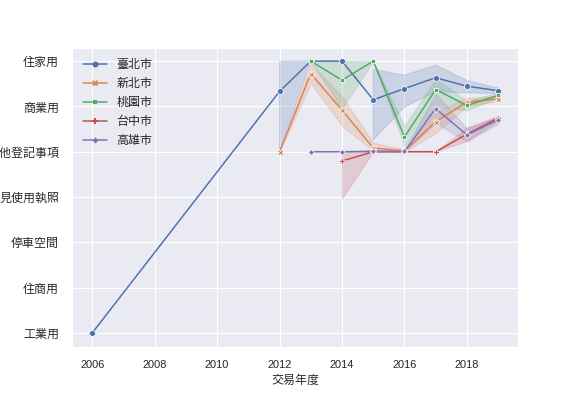 臺北市
新北市
桃園市
台中市
高雄市
住家用
商業用
他登記事項
見使用執照
停車空間
住商用
工業用
2006 2008 2010 2012 2014 2016 2018
交易年度